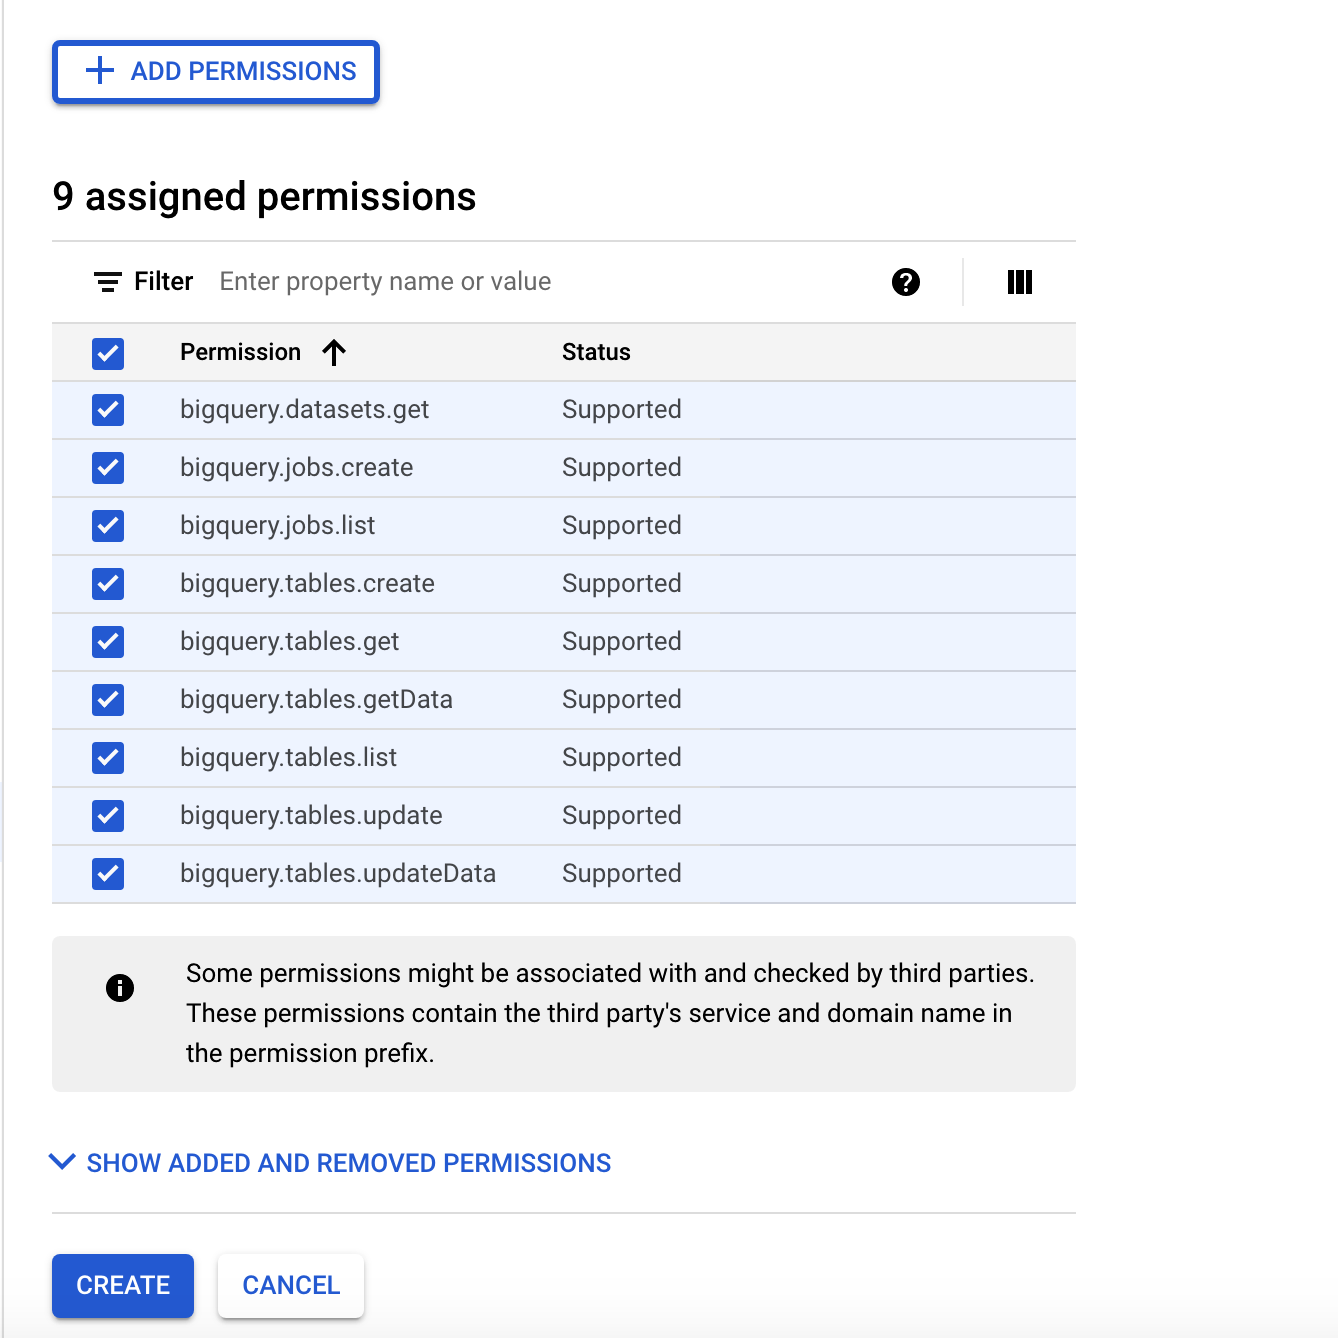 ADD PERMISSIONS
9 assigned permissions
Filter Enter property name or value
Permission Status
bigquery.datasets.get Supported
bigquery.jobs.create Supported
bigquery.jobs.list Supported
bigquery.tables.create Supported
bigquery.tables.get Supported
bigquery.tables.getData Supported
bigquery.tables.list Supported
bigquery.tables.update Supported
bigquery.tables.updateData Supported
Some permissions might be associated with and checked by third parties.
These permissions contain the third party's service and domain name in
the permission prefix.
SHOW ADDED AND REMOVED PERMISSIONS
CREATE CANCEL